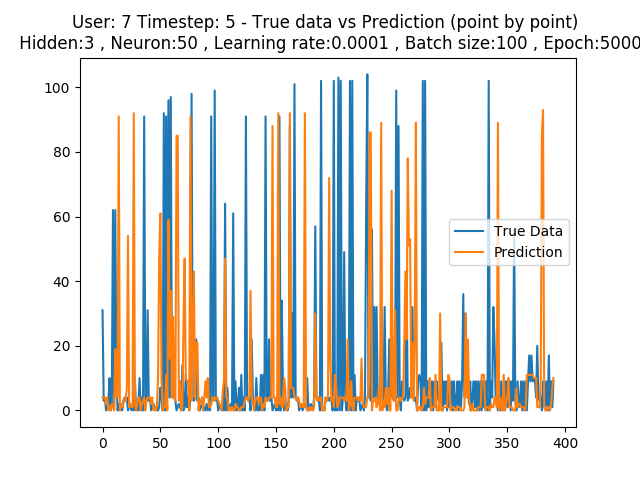 User: 7 Timestep: 5 - True data vs Prediction (point by point)
Hidden:3 , Neuron:50 , Learning rate:0.0001 , Batch size:100 , Epoch:5000
100
80
60
40
20
0
True Data
Prediction
0 50 100 150 200 250 300 350 400